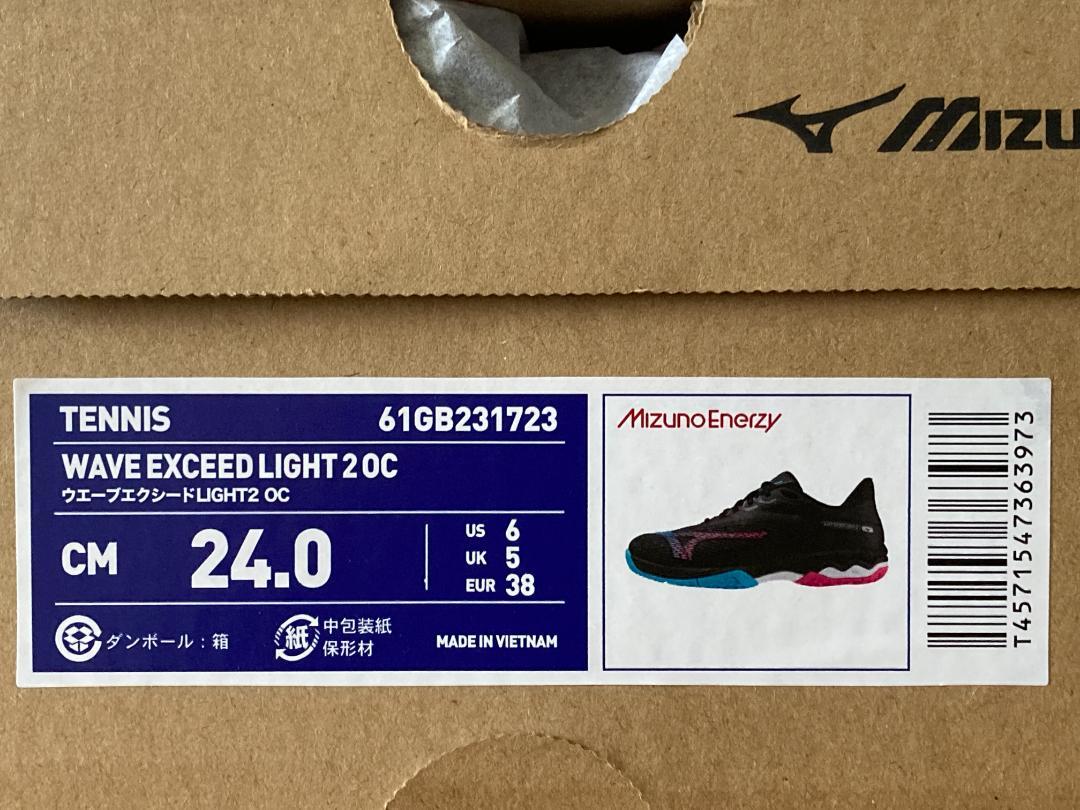 MIZU
TENNIS 61GB231723
WAVE EXCEED LIGHT 2 OC
ウエーブエクシードLIGHT2 OC
CM 24.0
US 6
UK 5
EUR 38
ダンボール：箱
紙 中包装紙
保形材
MADE IN VIETNAM
Mizuno Enerzy
T4571547363973